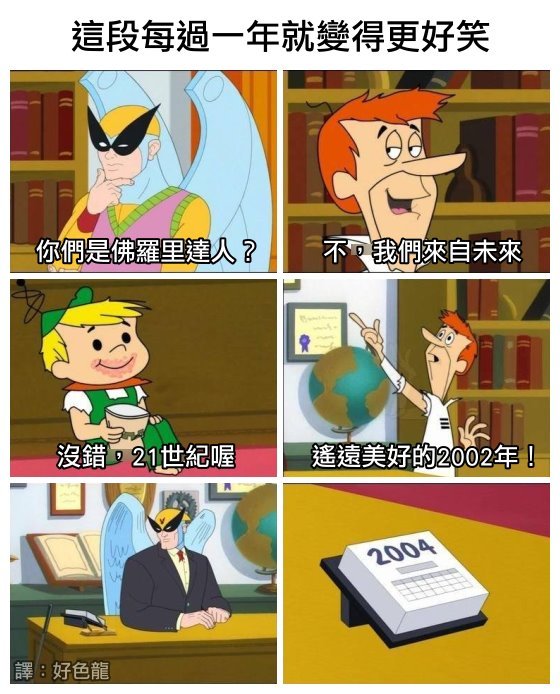 這段每過一年就變得更好笑
你們是佛羅里達人？
不，我們來自未來
沒錯，21世紀喔
遙遠美好的2002年！
2004
譯：好色龍